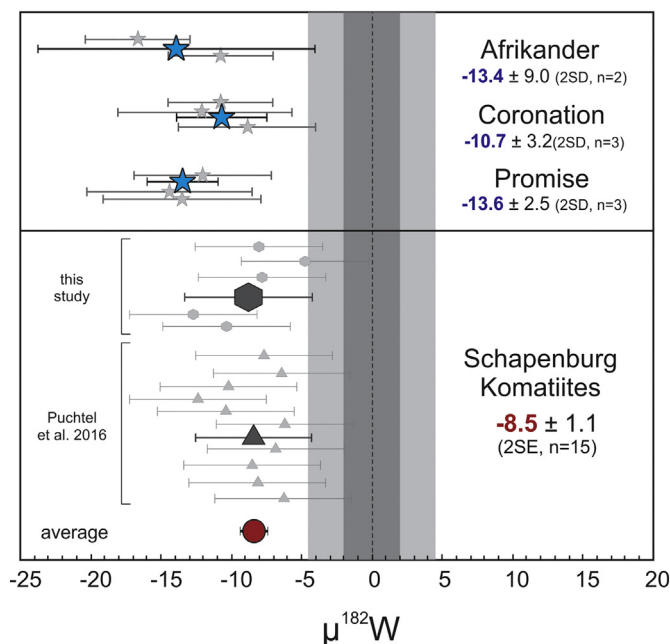 Afrikander
-13.4 ± 9.0 (2SD, n=2)
Coronation
-10.7 ± 3.2(2SD, n=3)
Promise
-13.6 ± 2.5 (2SD, n=3)
this
study
Schapenburg
Komatiites
-8.5 ± 1.1
(2SE, n=15)
Puchtel
et al. 2016
average
-25 -20 -15 -10 -5 0 5 10 15 20
μ¹⁸²W